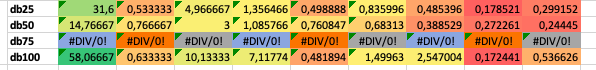 db25 31,6 0,533333 4,966667 1,356466 0,498888 0,835996 0,485396 0,178521 0,299152
db50 14,76667 0,766667 3 1,085766 0,760847 0,68313 0,388529 0,272261 0,24445
db75 #DIV/0! #DIV/0! #DIV/0! #DIV/0! #DIV/0! #DIV/0! #DIV/0! #DIV/0! #DIV/0!
db100 58,06667 0,633333 10,13333 7,11774 0,481894 1,49963 2,547004 0,172441 0,536626